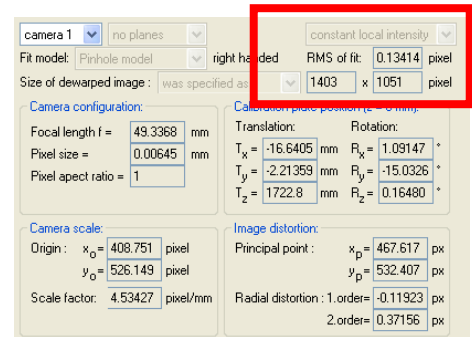 camera 1 no planes constant local intensity
Fit model: Pinhole model right handed RMS of fit: 0.13414 pixel
Size of dewarped image : was specified as 1403 x 1051 pixel
Camera configuration: Calibration plate position (z = 0 mm):
Focal length f = 49.3368 mm Translation: Rotation:
Pixel size = 0.00645 mm Tx = -16.6405 mm Rx = 1.09147 °
Pixel apect ratio = 1 Ty = -2.21359 mm Ry = -15.0326 °
Tz = 1722.8 mm Rz = 0.16480 °
Camera scale: Image distortion:
Origin : xo= 408.751 pixel Principal point : xp= 467.617 px
yo= 526.149 pixel yp= 532.407 px
Scale factor: 4.53427 pixel/mm Radial distortion : 1.order= -0.11923 px
2.order= 0.37156 px